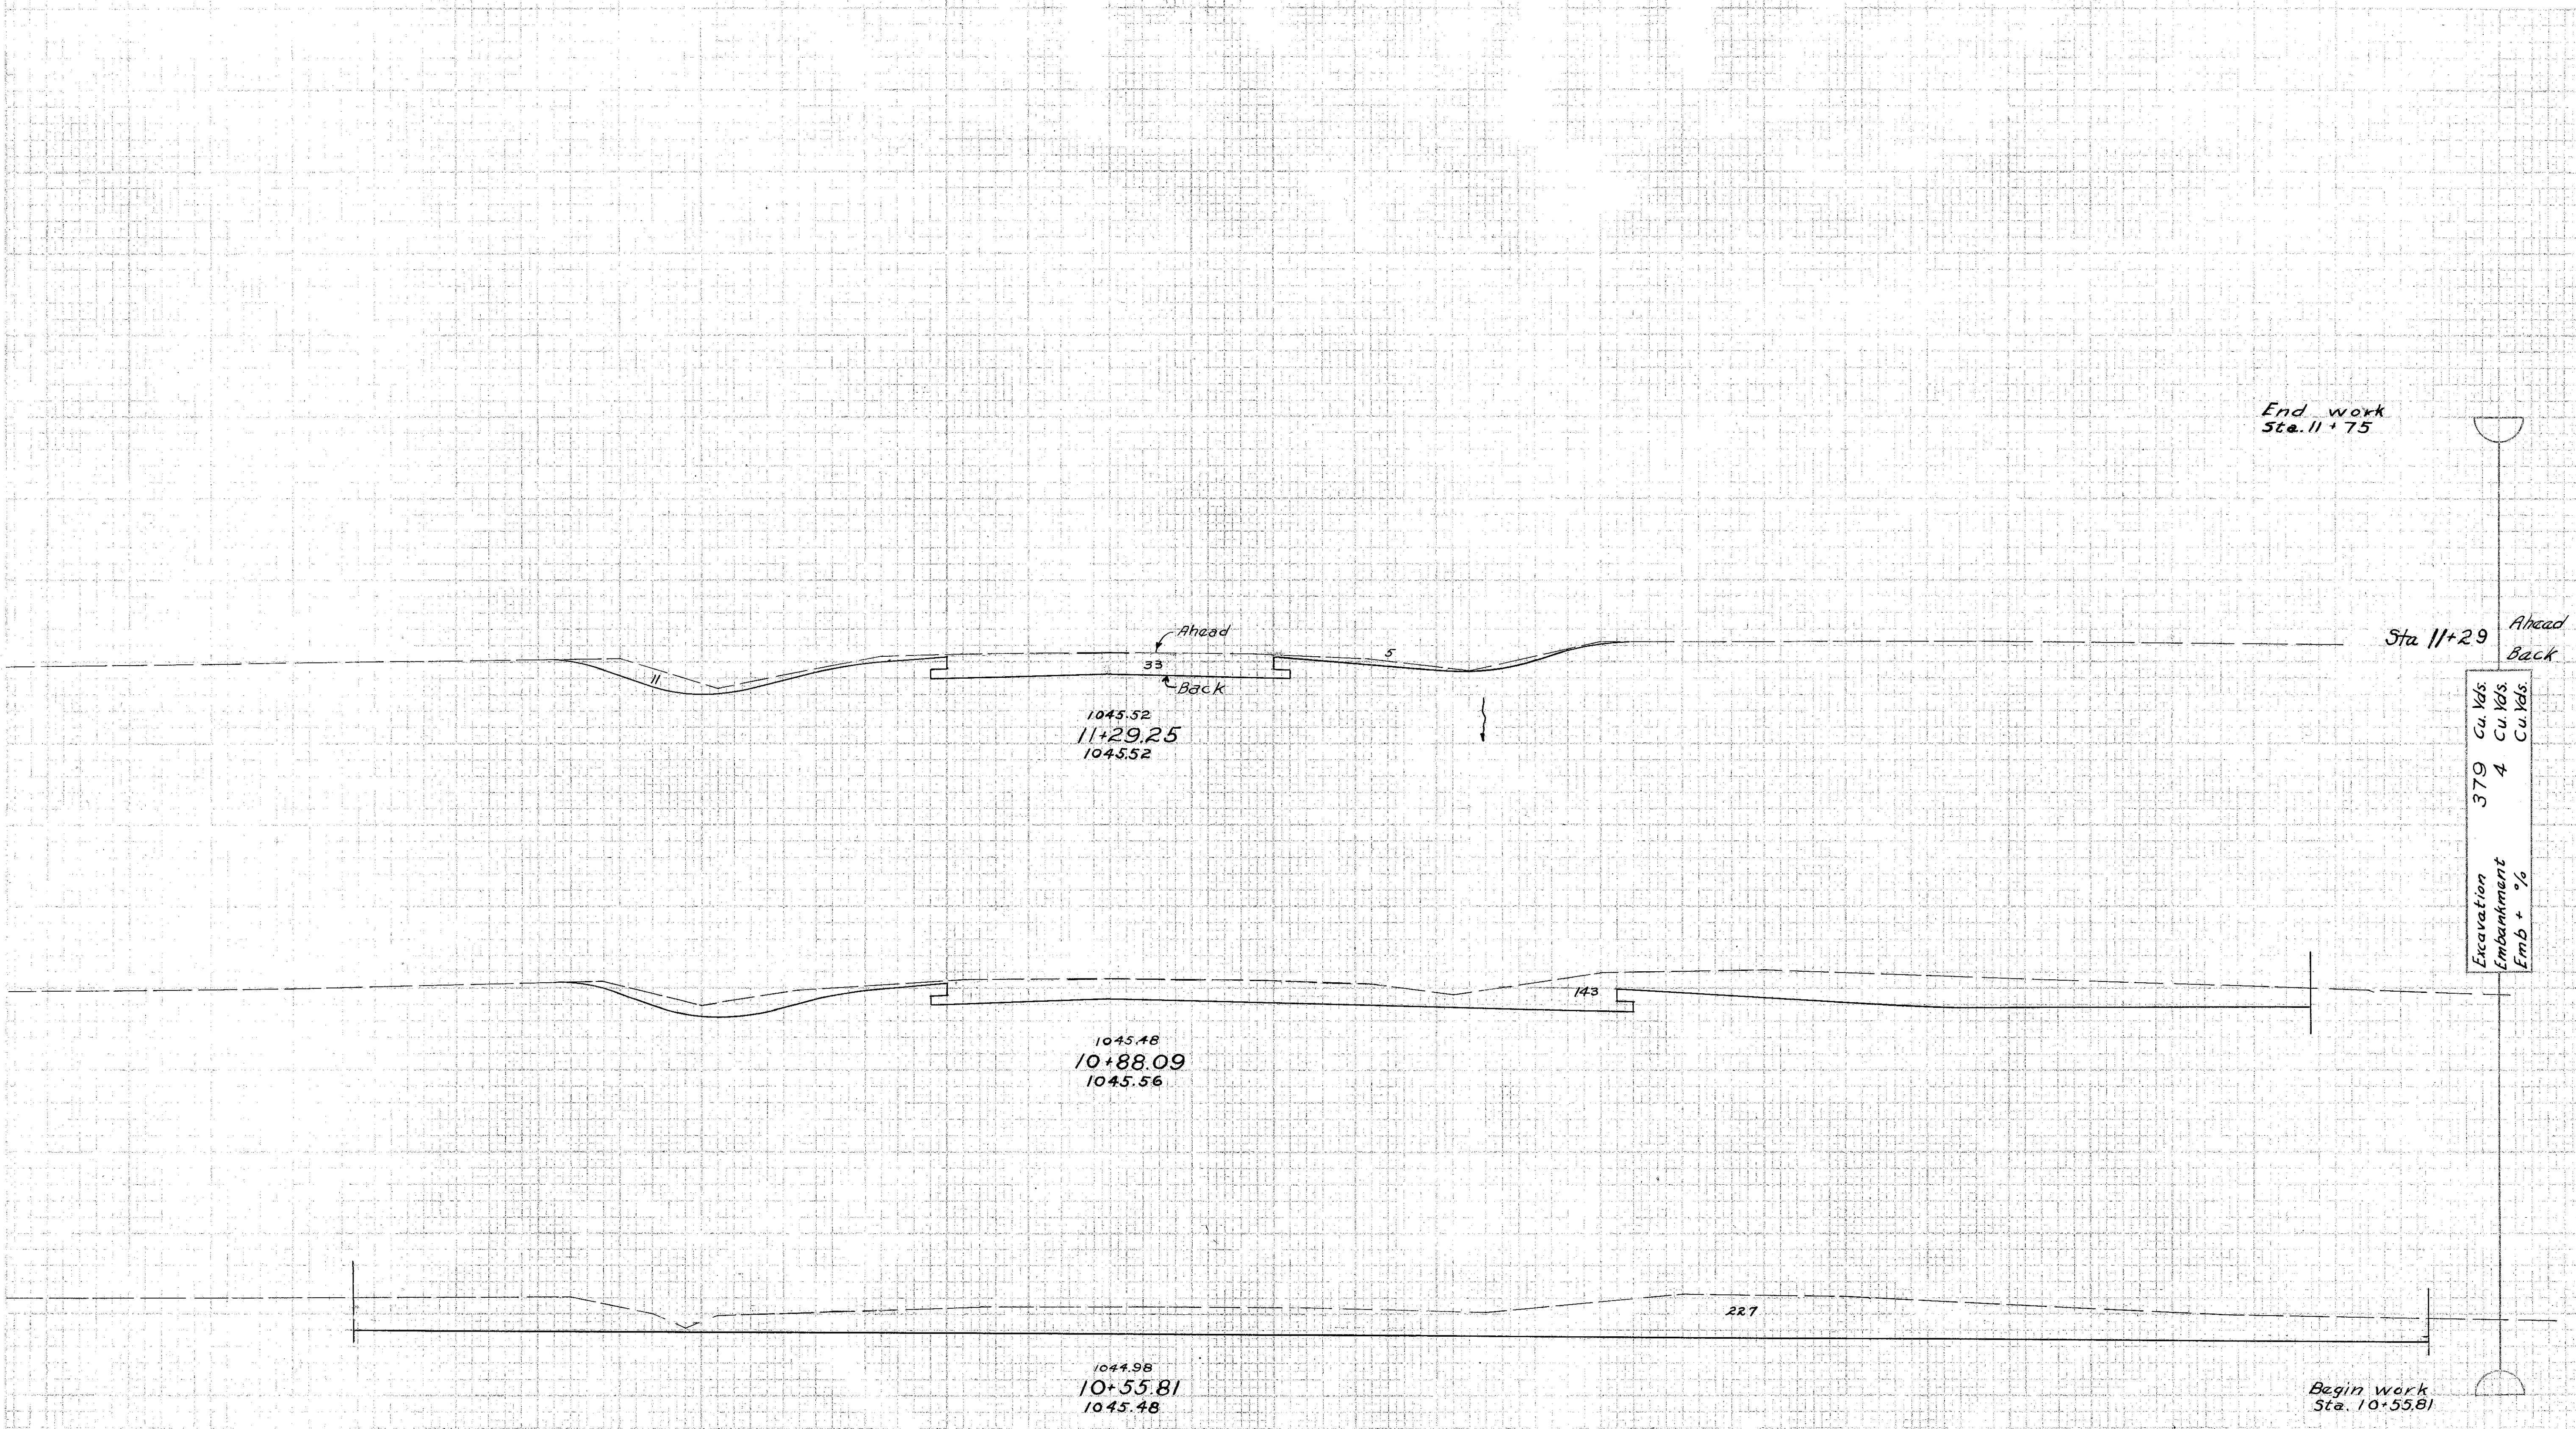 End work
Sta. 11+75
Ahead
5
Sta 11+29
Ahead
Back
33
11
Back
1045.52
11+29.25
1045.52
Excavation 379 Cu. Yds.
Embankment 4 Cu. Yds.
Emb + % Cu. Yds.
143
1045.48
10+88.09
1045.56
227
1044.98
10+55.81
1045.48
Begin work
Sta. 10+55.81